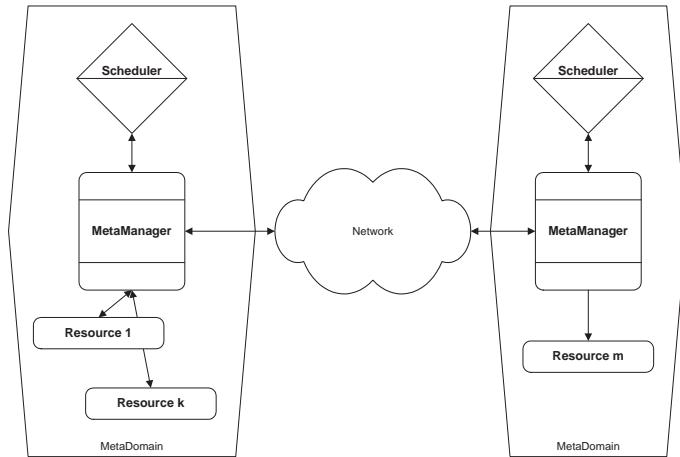 Scheduler
MetaManager
Resource 1
Resource k
MetaDomain
Network
Scheduler
MetaManager
Resource m
MetaDomain